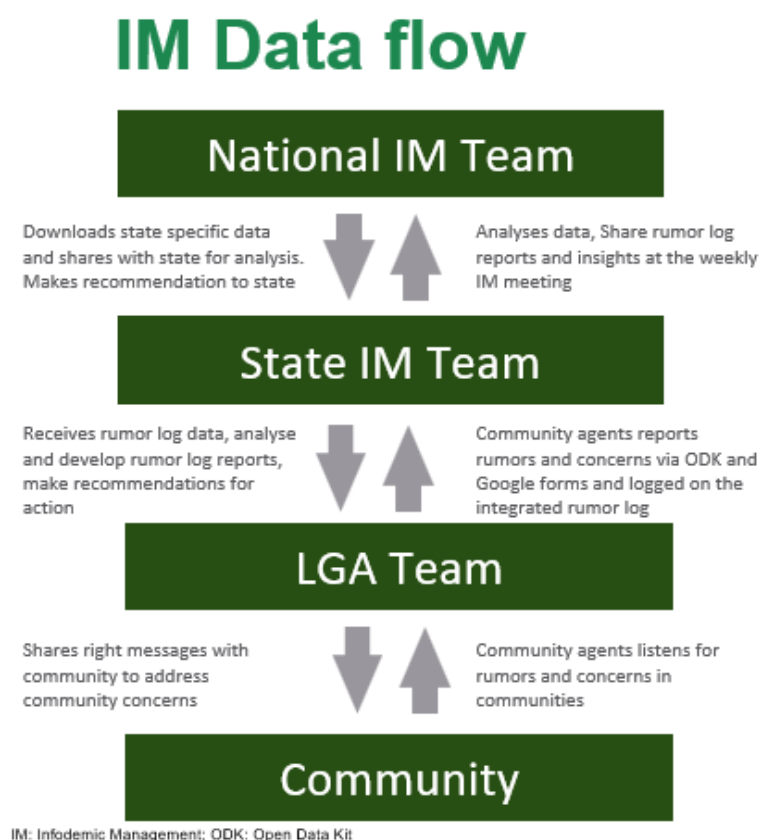 IM Data flow
National IM Team
Downloads state specific data
and shares with state for analysis.
Makes recommendation to state
Analyses data, Share rumor log
reports and insights at the weekly
IM meeting
State IM Team
Receives rumor log data, analyse
and develop rumor log reports,
make recommendations for
action
Community agents reports
rumors and concerns via ODK and
Google forms and logged on the
integrated rumor log
LGA Team
Shares right messages with
community to address
community concerns
Community agents listens for
rumors and concerns in
communities
Community
IM: Infodemic Management; ODK: Open Data Kit